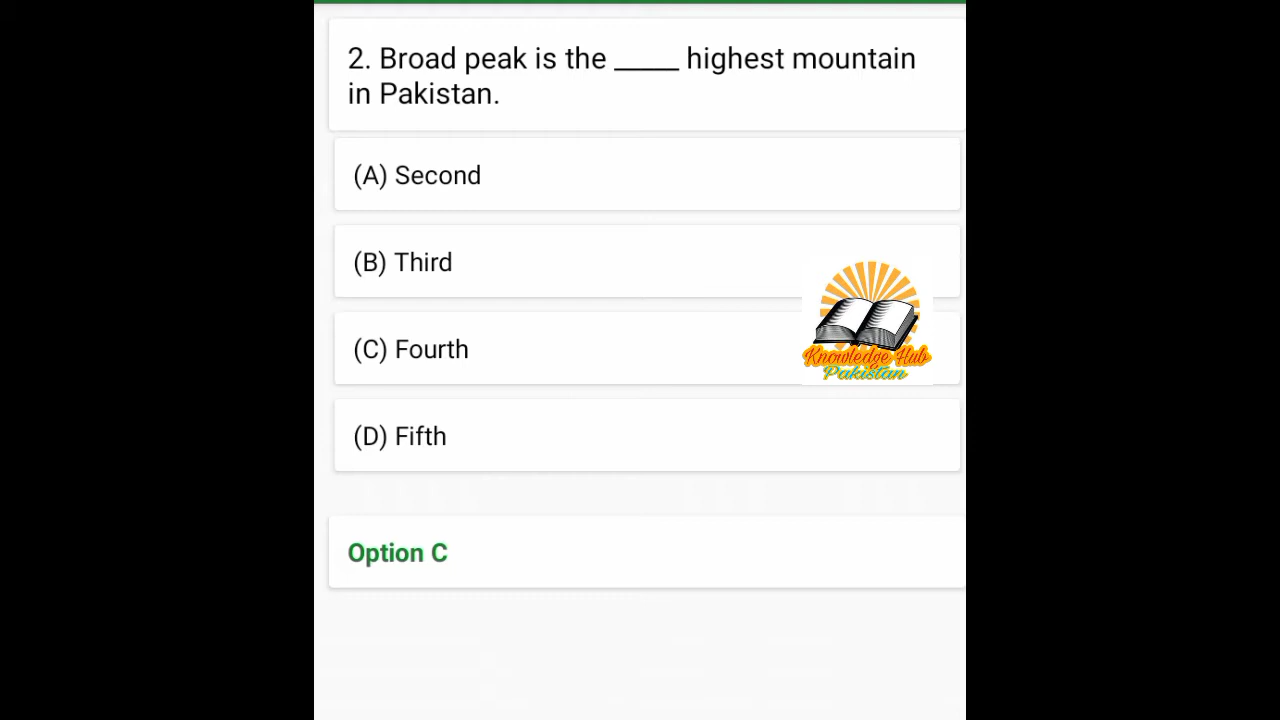 2. Broad peak is the _____ highest mountain
in Pakistan.
(A) Second
(B) Third
(C) Fourth
(D) Fifth
Knowledge Hub
Pakistan
Option C